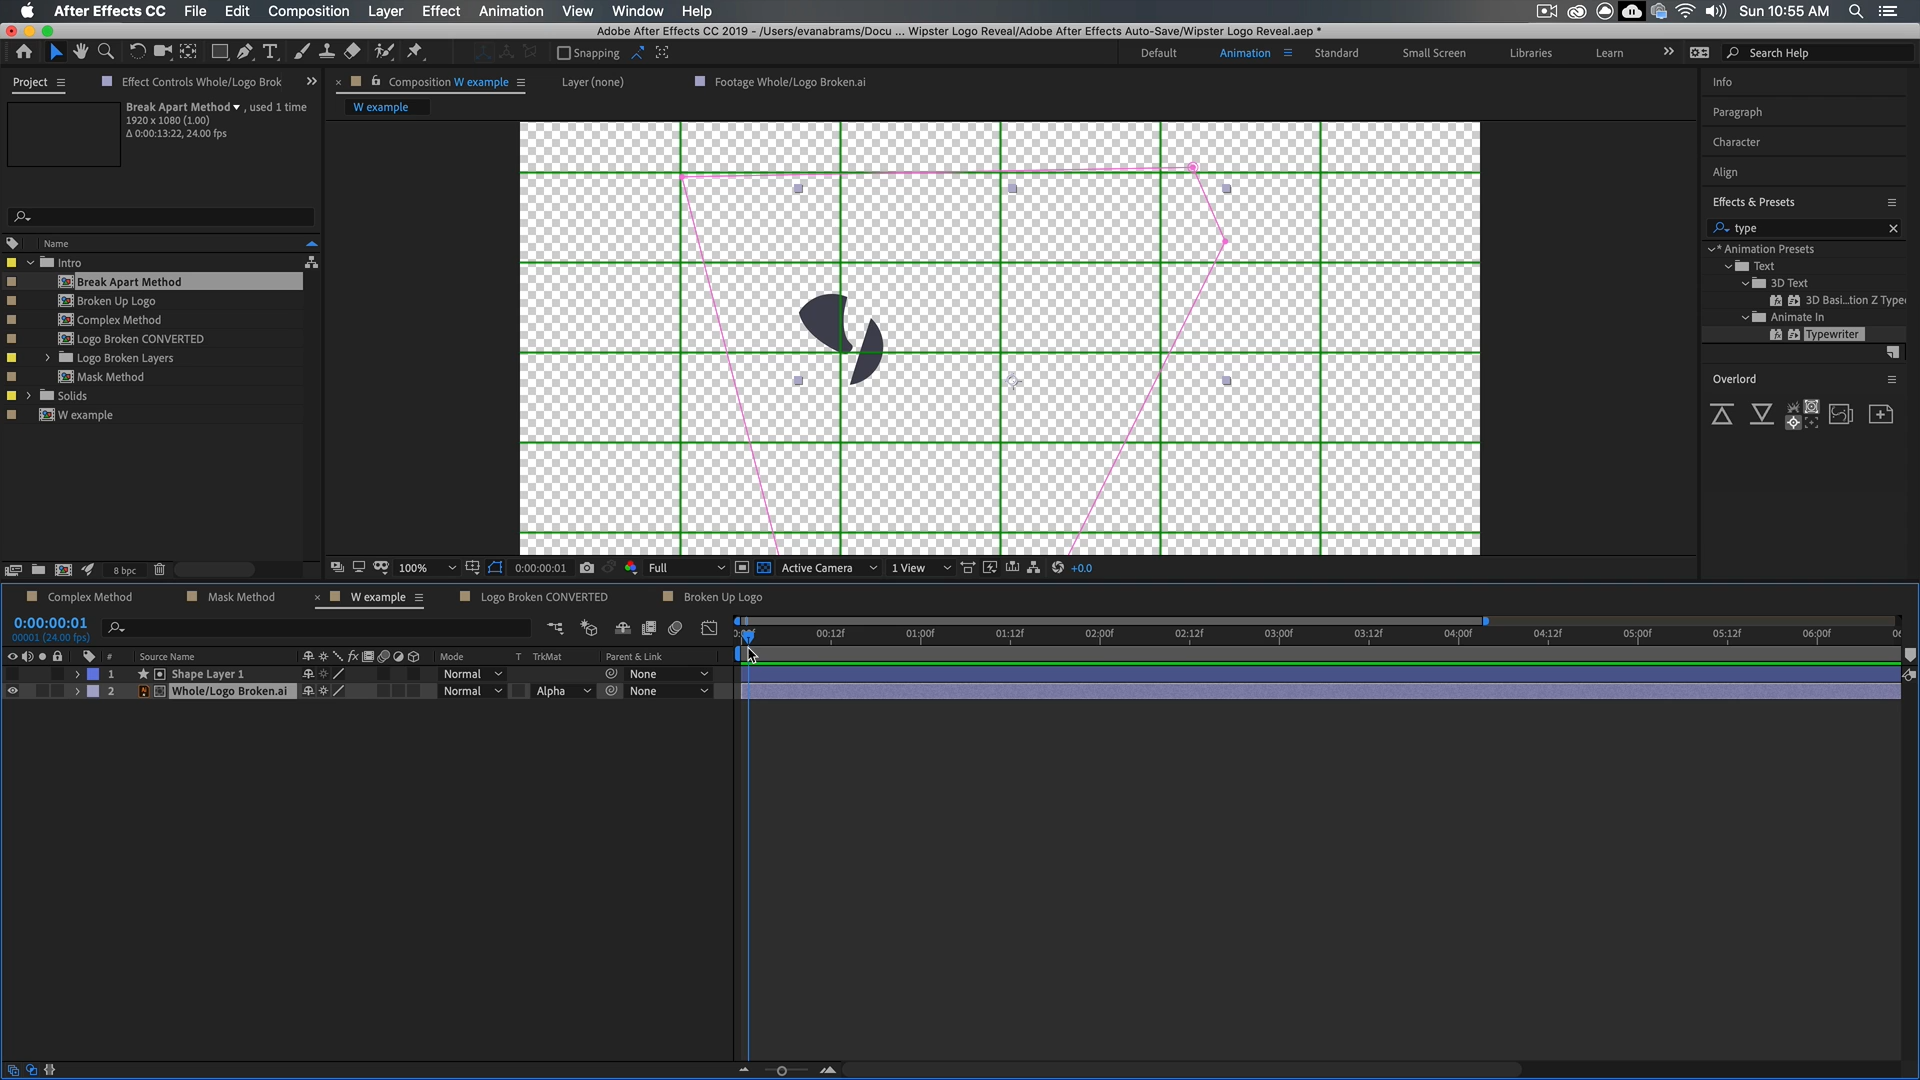 After Effects CC File Edit Composition Layer Effect Animation View Window Help Sun 10:55 AM
Adobe After Effects CC 2019 - /Users/evanabrams/Docu ... Wipster Logo Reveal/Adobe After Effects Auto-Save/Wipster Logo Reveal.aep *
Snapping Default Animation Standard Small Screen Libraries Learn Search Help
Project Effect Controls Whole/Logo Brok Composition W example Layer (none) Footage Whole/Logo Broken.ai Info
Break Apart Method , used 1 time W example
1920 x 1080 (1.00)
Δ 0:00:13:22, 24.00 fps
Paragraph
Character
Align
Effects & Presets
type
Name
* Animation Presets
Intro
Text
Break Apart Method
3D Text
Broken Up Logo
3D Basi...tion Z Type
Complex Method
Animate In
Logo Broken CONVERTED
Typewriter
Logo Broken Layers
Mask Method
Overlord
Solids
W example
8 bpc 100% 0:00:00:01 Full Active Camera 1 View +0.0
Complex Method Mask Method W example Logo Broken CONVERTED Broken Up Logo
0:00:00:01
00001 (24.00 fps)
00:12f 01:00f 01:12f 02:00f 02:12f 03:00f 03:12f 04:00f 04:12f 05:00f 05:12f 06:00f
# Source Name fx Mode T TrkMat Parent & Link
1 Shape Layer 1 Normal None
2 Whole/Logo Broken.ai Normal Alpha None